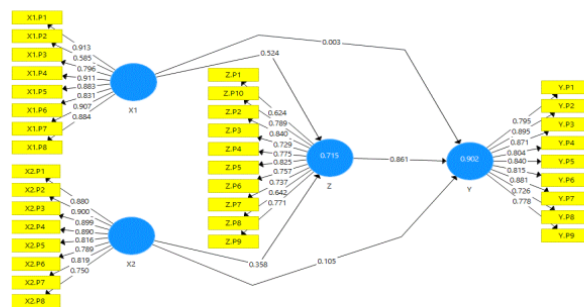 X1.P1
X1.P2
X1.P3
X1.P4
X1.P5
X1.P6
X1.P7
X1.P8
0.913
0.585
0.796
0.911
0.883
0.831
0.907
0.884
X1
0.003
0.524
Z.P1
Z.P10
Z.P2
Z.P3
Z.P4
Z.P5
Z.P6
Z.P7
Z.P8
Z.P9
0.624
0.789
0.840
0.729
0.775
0.825
0.757
0.737
0.642
0.771
0.715
Z
0.861
0.902
Y
0.795
0.895
0.871
0.804
0.840
0.815
0.881
0.726
0.778
Y.P1
Y.P2
Y.P3
Y.P4
Y.P5
Y.P6
Y.P7
Y.P8
Y.P9
X2.P1
X2.P2
X2.P3
X2.P4
X2.P5
X2.P6
X2.P7
X2.P8
0.880
0.900
0.899
0.890
0.816
0.789
0.819
0.750
X2
0.358
0.105